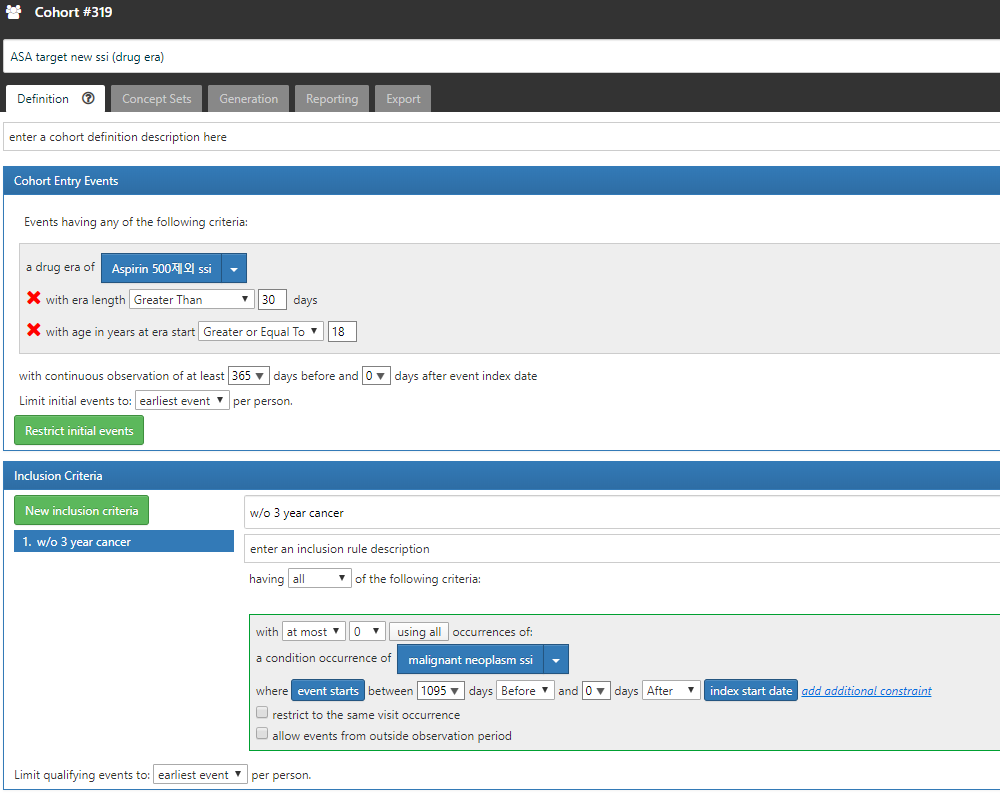 Cohort #319
ASA target new ssi (drug era)
Definition ? Concept Sets Generation Reporting Export
enter a cohort definition description here
Cohort Entry Events
Events having any of the following criteria:
a drug era of Aspirin 500제외 ssi
with era length Greater Than 30 days
with age in years at era start Greater or Equal To 18
with continuous observation of at least 365 days before and 0 days after event index date
Limit initial events to: earliest event per person.
Restrict initial events
Inclusion Criteria
New inclusion criteria
1. w/o 3 year cancer
w/o 3 year cancer
enter an inclusion rule description
having all of the following criteria:
with at most 0 using all occurrences of:
a condition occurrence of malignant neoplasm ssi
where event starts between 1095 days Before and 0 days After index start date add additional constraint
restrict to the same visit occurrence
allow events from outside observation period
Limit qualifying events to: earliest event per person.